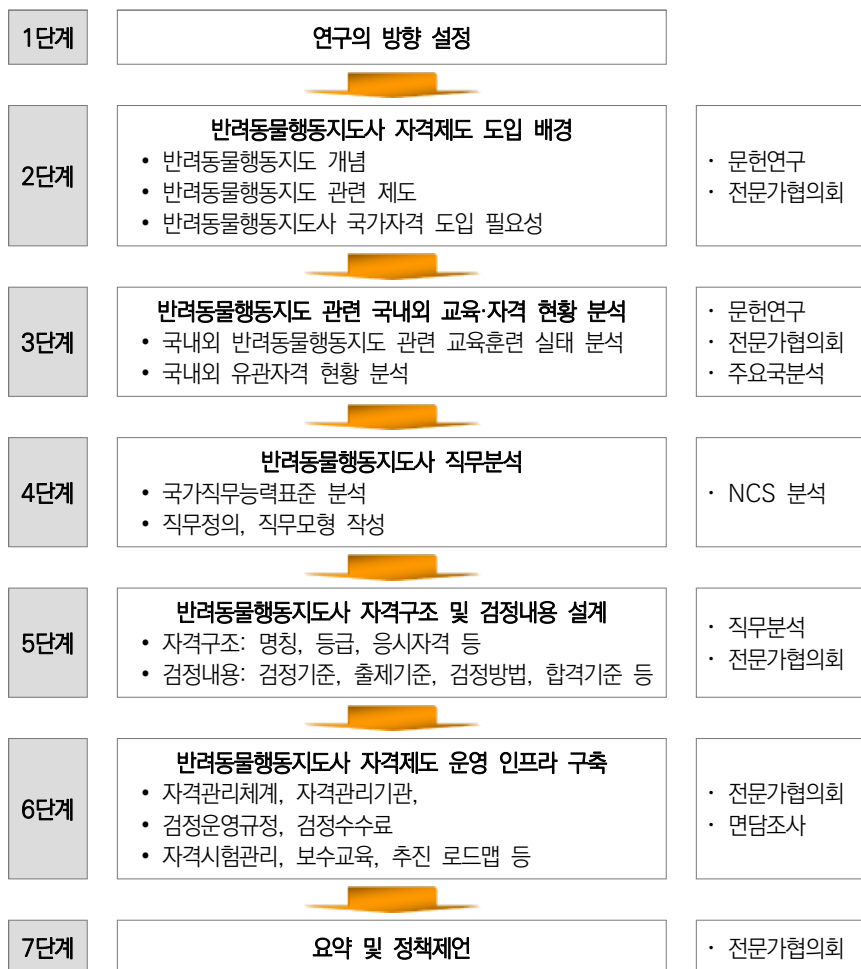 1단계
연구의 방향 설정
2단계
반려동물행동지도사 자격제도 도입 배경
• 반려동물행동지도 개념
• 반려동물행동지도 관련 제도
• 반려동물행동지도사 국가자격 도입 필요성
· 문헌연구
· 전문가협의회
3단계
반려동물행동지도 관련 국내외 교육·자격 현황 분석
• 국내외 반려동물행동지도 관련 교육훈련 실태 분석
• 국내외 유관자격 현황 분석
· 문헌연구
· 전문가협의회
· 주요국분석
4단계
반려동물행동지도사 직무분석
• 국가직무능력표준 분석
• 직무정의, 직무모형 작성
· NCS 분석
5단계
반려동물행동지도사 자격구조 및 검정내용 설계
• 자격구조: 명칭, 등급, 응시자격 등
• 검정내용: 검정기준, 출제기준, 검정방법, 합격기준 등
· 직무분석
· 전문가협의회
6단계
반려동물행동지도사 자격제도 운영 인프라 구축
• 자격관리체계, 자격관리기관,
• 검정운영규정, 검정수수료
• 자격시험관리, 보수교육, 추진 로드맵 등
· 전문가협의회
· 면담조사
7단계
요약 및 정책제언
· 전문가협의회